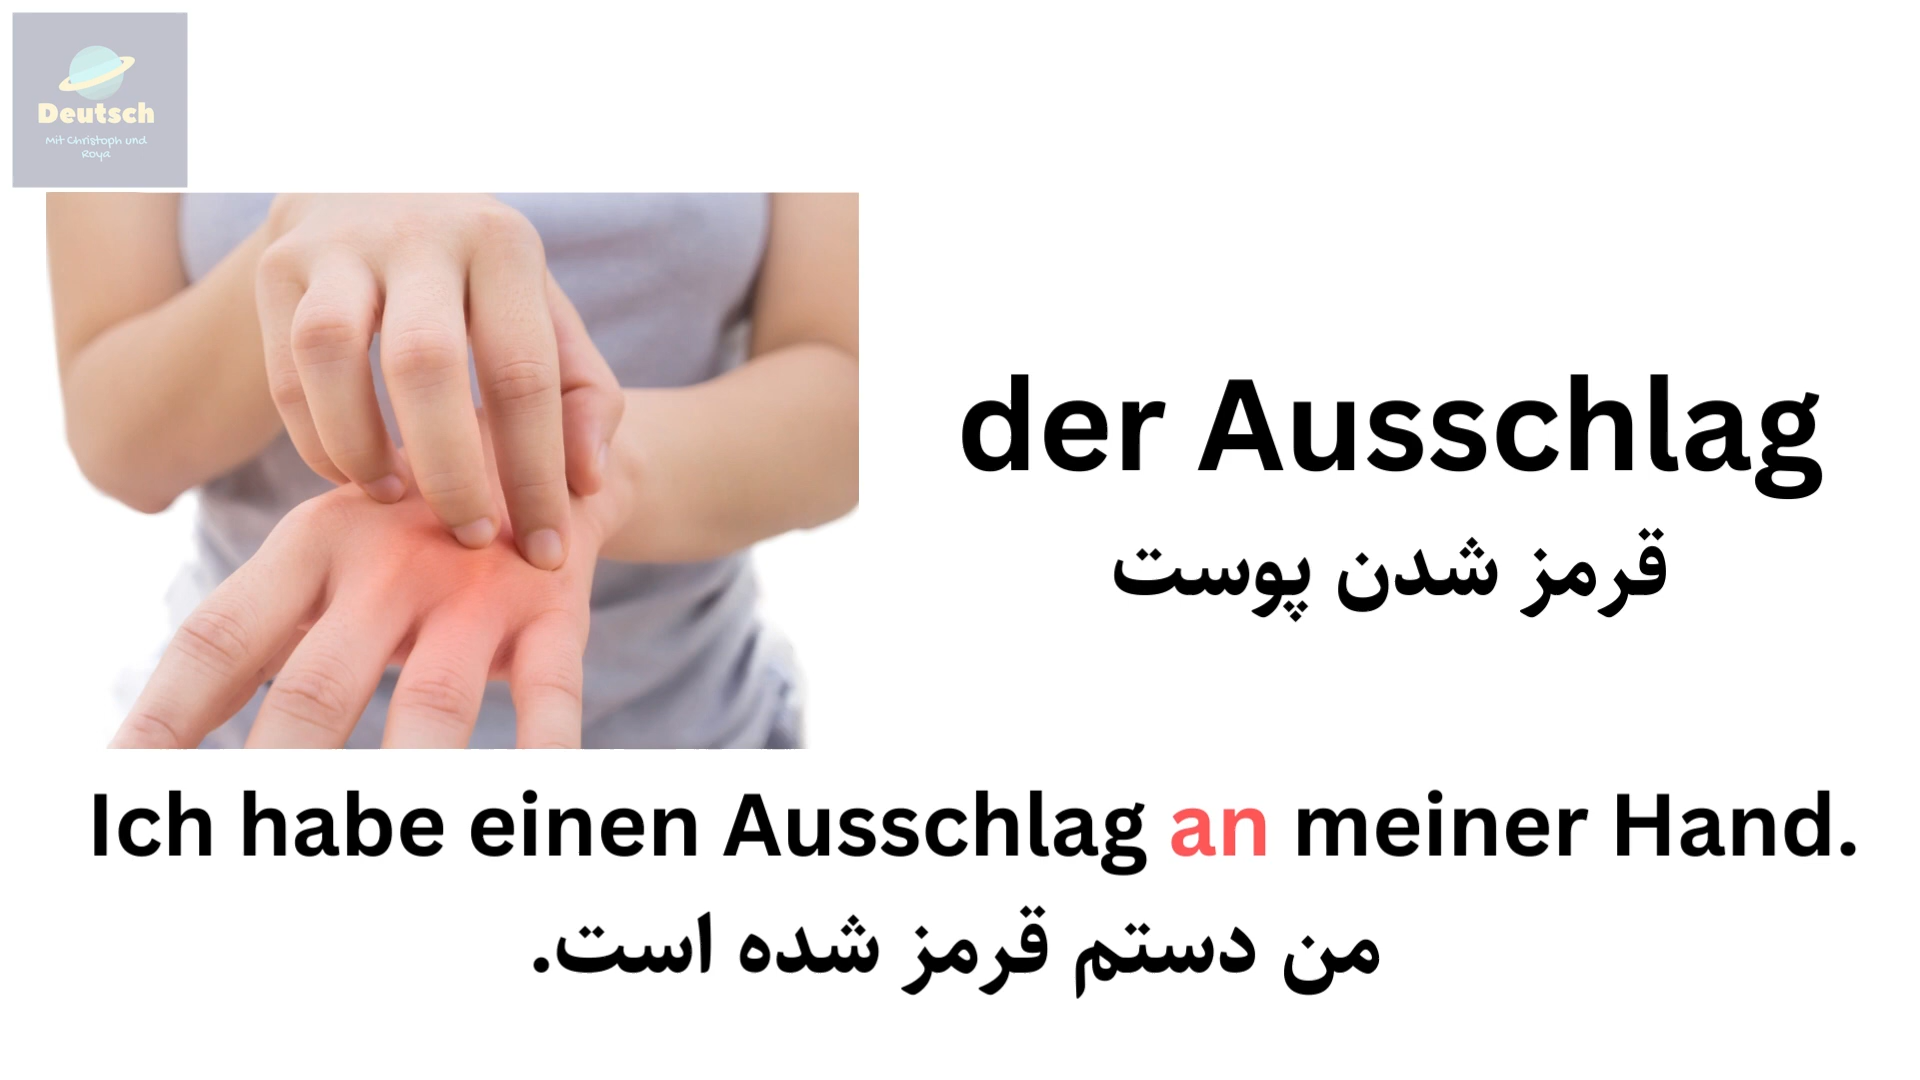 Deutsch
Mit Christoph und
Roya
der Ausschlag
قرمز شدن پوست
Ich habe einen Ausschlag an meiner Hand.
من دستم قرمز شده است.